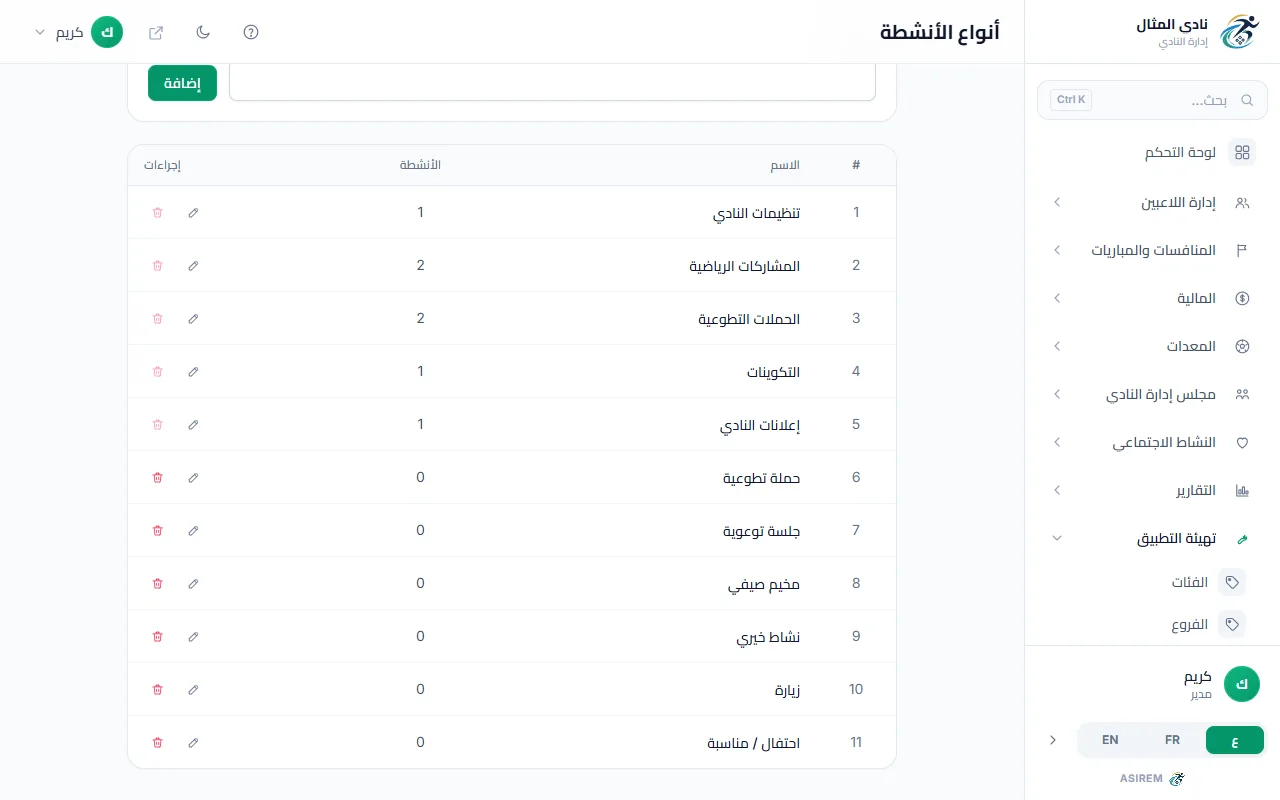 نادي المثال
إدارة النادي
بحث...
Ctrl K
لوحة التحكم
إدارة اللاعبين
المنافسات والمباريات
المالية
المعدات
مجلس إدارة النادي
النشاط الاجتماعي
التقارير
تهيئة التطبيق
الفئات
الفروع
ك
كريم
مدير
ع FR EN
ASIREM
أنواع الأنشطة
ك كريم
إضافة
# الاسم الأنشطة إجراءات
1 تنظيمات النادي 1
2 المشاركات الرياضية 2
3 الحملات التطوعية 2
4 التكوينات 1
5 إعلانات النادي 1
6 حملة تطوعية 0
7 جلسة توعوية 0
8 مخيم صيفي 0
9 نشاط خيري 0
10 زيارة 0
11 احتفال / مناسبة 0